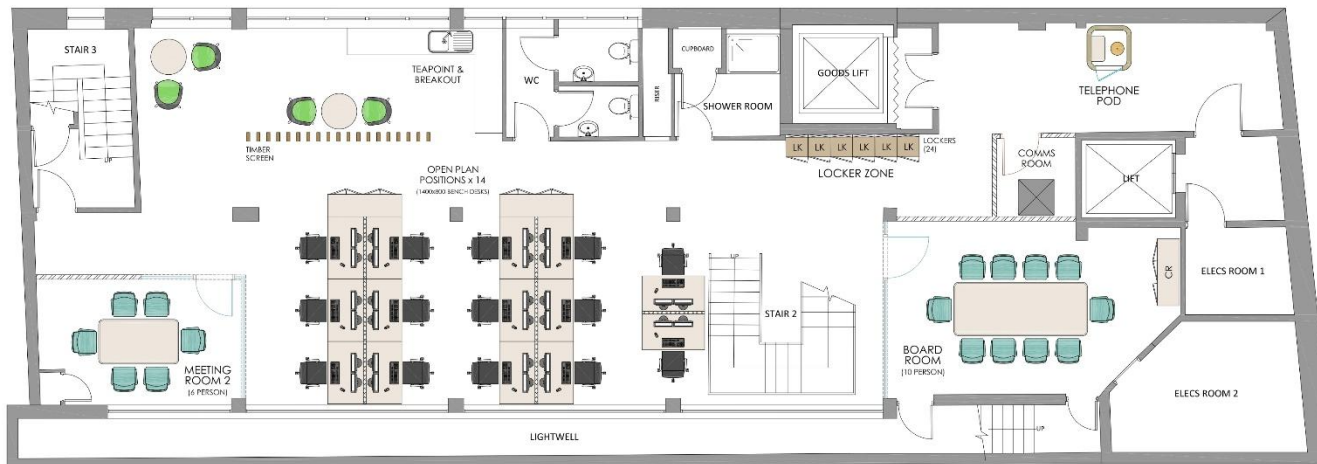 STAIR 3
TEAPOINT &
BREAKOUT
WC
RISER
CUPBOARD
SHOWER ROOM
GOODS LIFT
TELEPHONE
POD
TIMBER
SCREEN
OPEN PLAN
POSITIONS x 14
(1400x800 BENCH DESKS)
LK LK LK LK LK LK
LOCKERS
(24)
LOCKER ZONE
COMMS
ROOM
LIFT
UP
STAIR 2
CR
ELECS ROOM 1
MEETING
ROOM 2
(6 PERSON)
BOARD
ROOM
(10 PERSON)
ELECS ROOM 2
UP
LIGHTWELL